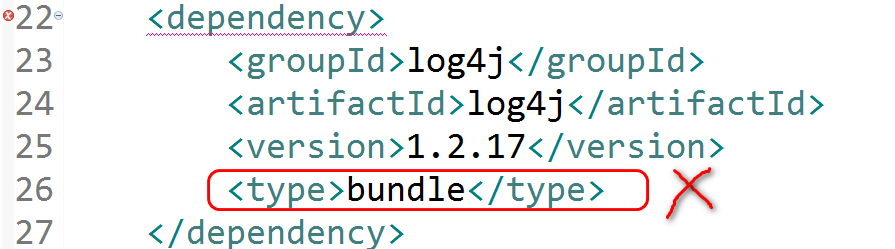 22 <dependency>
23 <groupId>log4j</groupId>
24 <artifactId>log4j</artifactId>
25 <version>1.2.17</version>
26 <type>bundle</type>
27 </dependency>